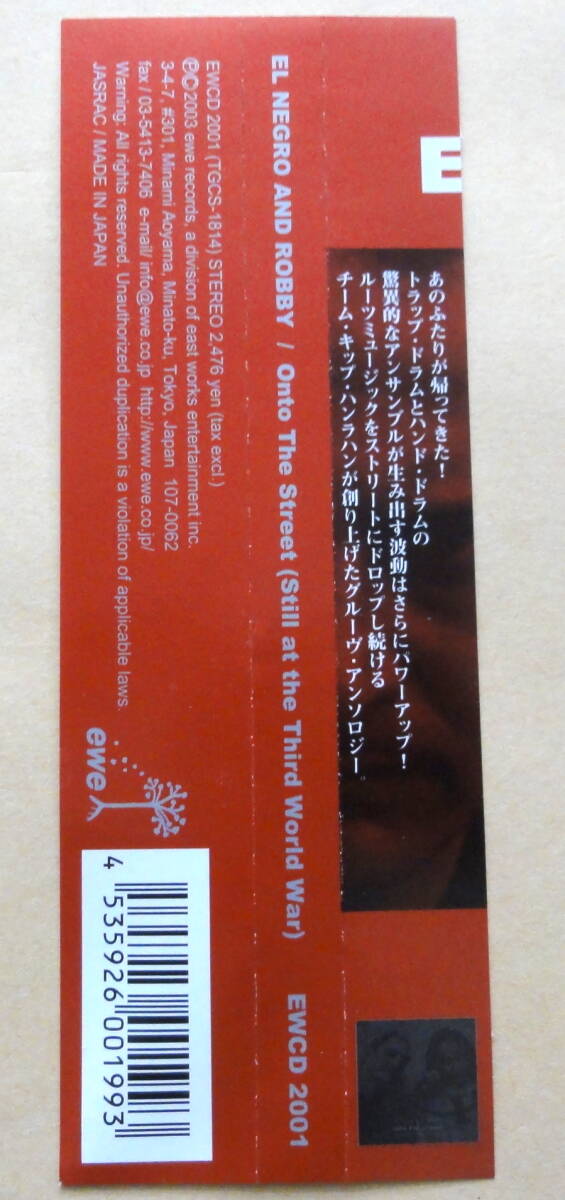 E
あのふたりが帰ってきた！
トラップ・ドラムとハンド・ドラムの
驚異的なアンサンブルが生み出す波動はさらにパワーアップ！
ルーツミュージックをストリートにドロップし続ける
チーム・キップ・ハンラハンが創り上げたグルーヴ・アンソロジー。
EL NEGRO AND ROBBY / Onto The Street (Still at the Third World War) EWCD 2001
EWCD 2001 (TGCS-1814) STEREO 2,476 yen (tax excl.)
ⓅⒸ 2003 ewe records, a division of east works entertainment inc.
3-4-7, #301, Minami Aoyama, Minato-ku, Tokyo, Japan 107-0062
fax / 03-5413-7406 e-mail/ info@ewe.co.jp http://www.ewe.co.jp/
Warning: All rights reserved. Unauthorized duplication is a violation of applicable laws.
JASRAC / MADE IN JAPAN
ewe
4 535926 001993